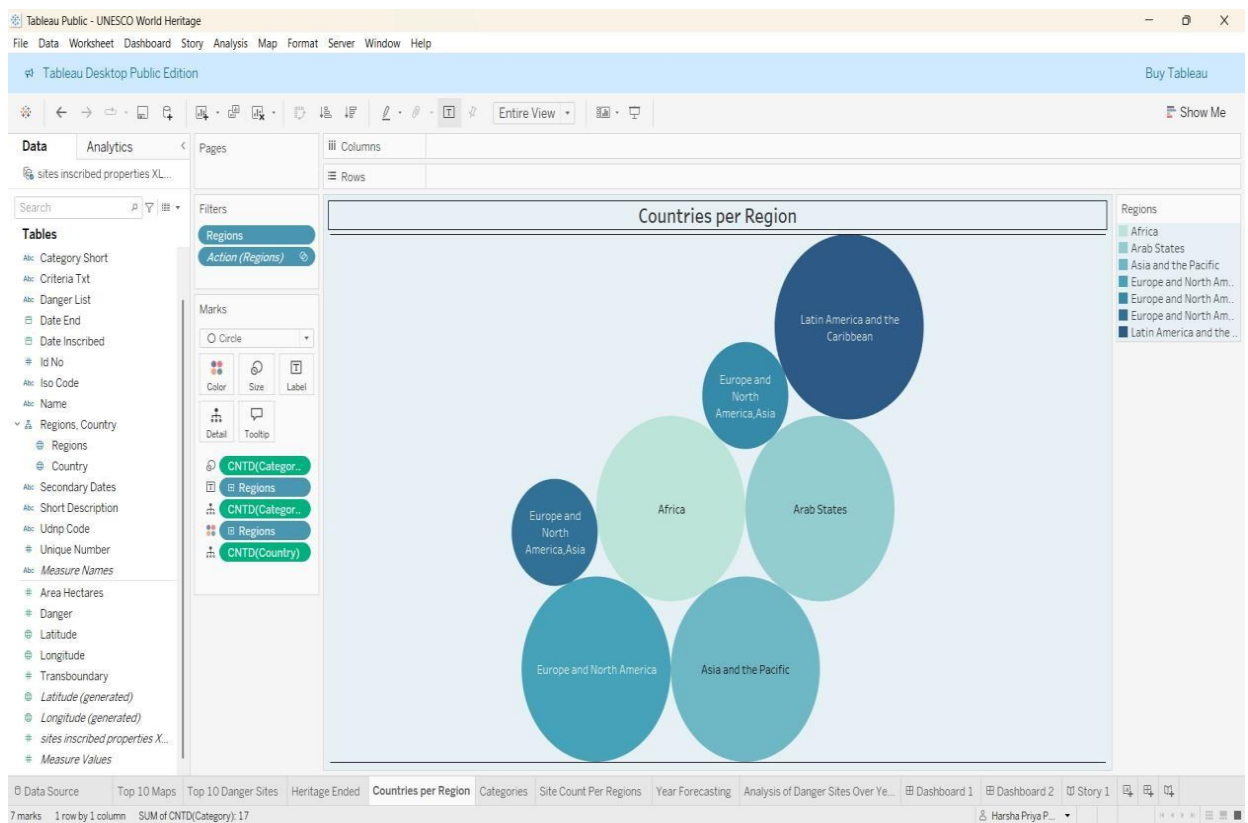 Tableau Public - UNESCO World Heritage
File Data Worksheet Dashboard Story Analysis Map Format Server Window Help
Tableau Desktop Public Edition
Buy Tableau
Entire View
Show Me
Data
Analytics
Pages
Columns
sites inscribed properties XL...
Rows
Search
Filters
Regions
Action (Regions)
Tables
Category Short
Criteria Txt
Danger List
Date End
Date Inscribed
Id No
Iso Code
Name
Regions, Country
Regions
Country
Secondary Dates
Short Description
Udnp Code
Unique Number
Measure Names
Area Hectares
Danger
Latitude
Longitude
Transboundary
Latitude (generated)
Longitude (generated)
sites inscribed properties X...
Measure Values
Marks
Circle
Color
Size
Label
Detail
Tooltip
CNTD(Categor..
Regions
CNTD(Categor..
Regions
CNTD(Country)
Countries per Region
Latin America and the
Caribbean
Europe and
North
America,Asia
Africa
Arab States
Europe and
North
America,Asia
Europe and North America
Asia and the Pacific
Regions
Africa
Arab States
Asia and the Pacific
Europe and North Am..
Europe and North Am..
Europe and North Am..
Latin America and the ..
Data Source
Top 10 Maps
Top 10 Danger Sites
Heritage Ended
Countries per Region
Categories
Site Count Per Regions
Year Forecasting
Analysis of Danger Sites Over Ye...
Dashboard 1
Dashboard 2
Story 1
7 marks 1 row by 1 column SUM of CNTD(Category): 17
Harsha Priya P...